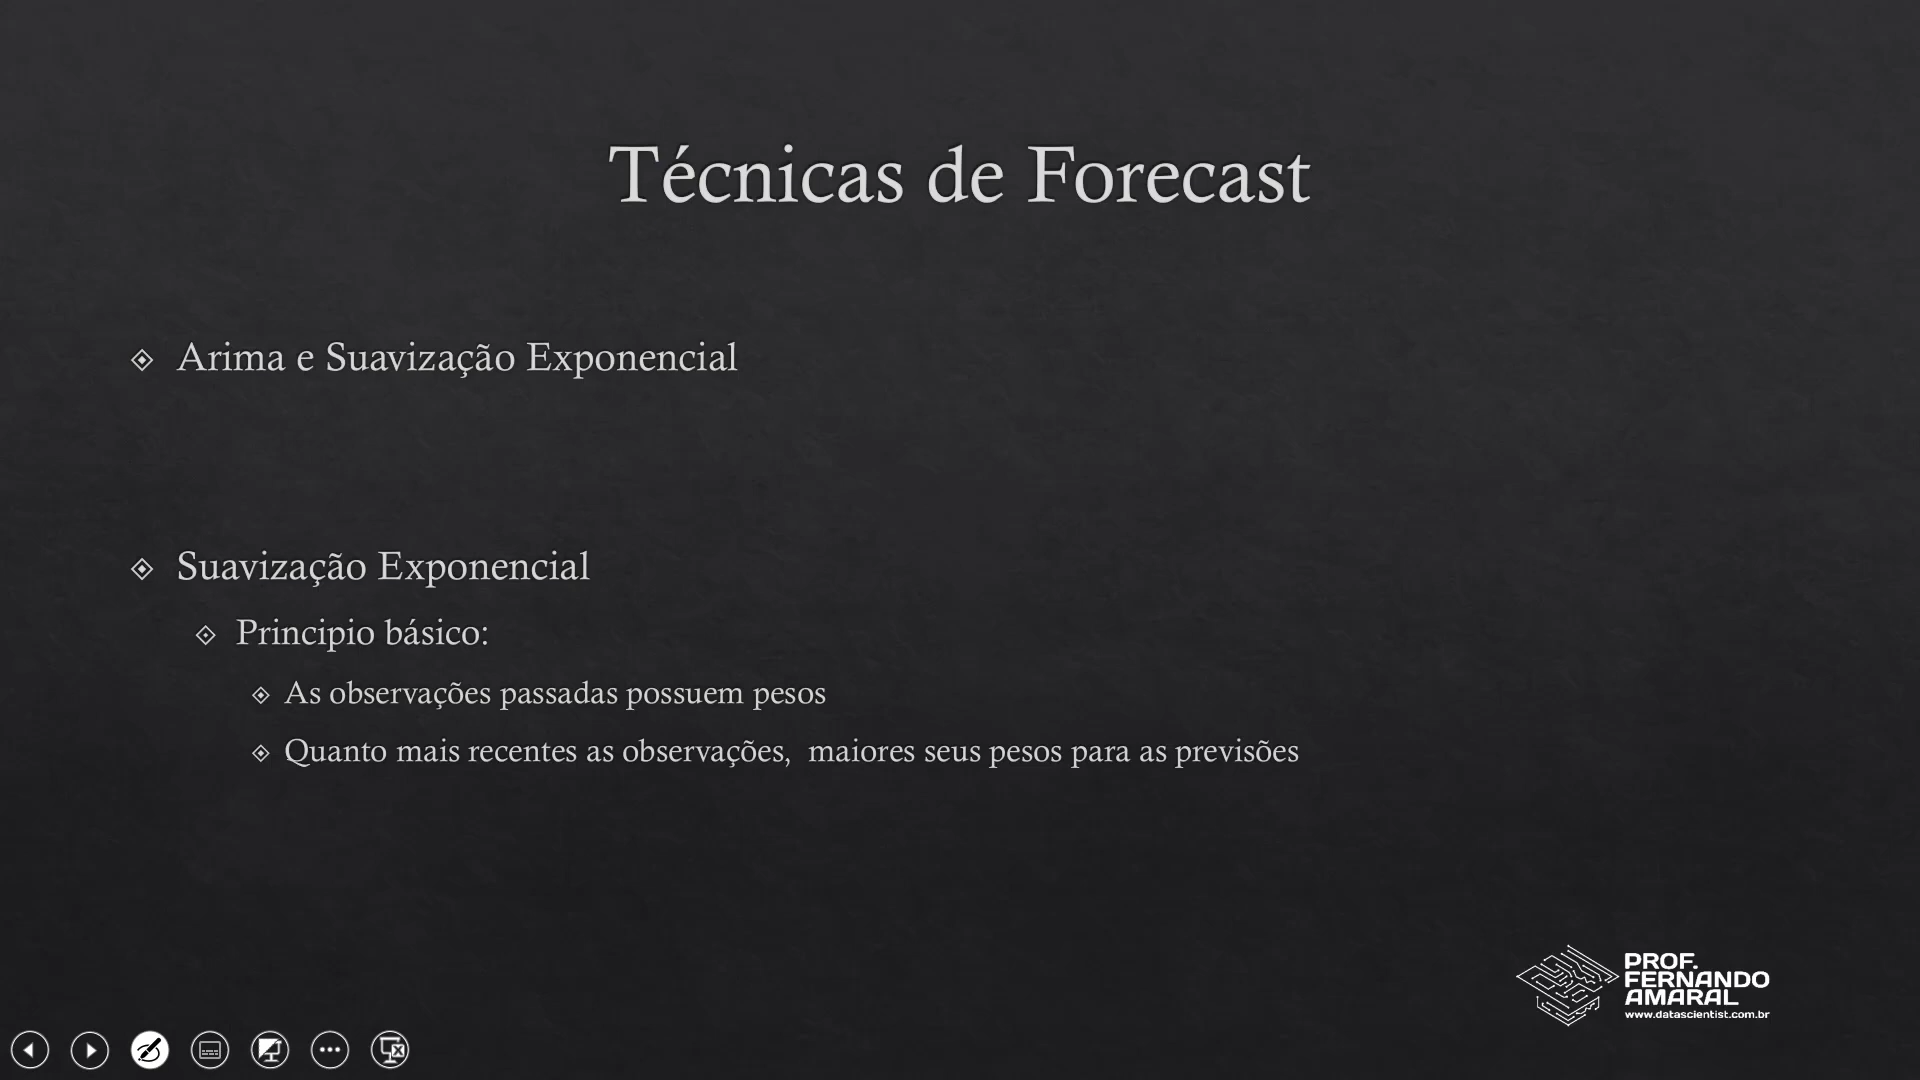 Técnicas de Forecast
Arima e Suavização Exponencial
Suavização Exponencial
Principio básico:
As observações passadas possuem pesos
Quanto mais recentes as observações, maiores seus pesos para as previsões
PROF.
FERNANDO
AMARAL
www.datascientist.com.br